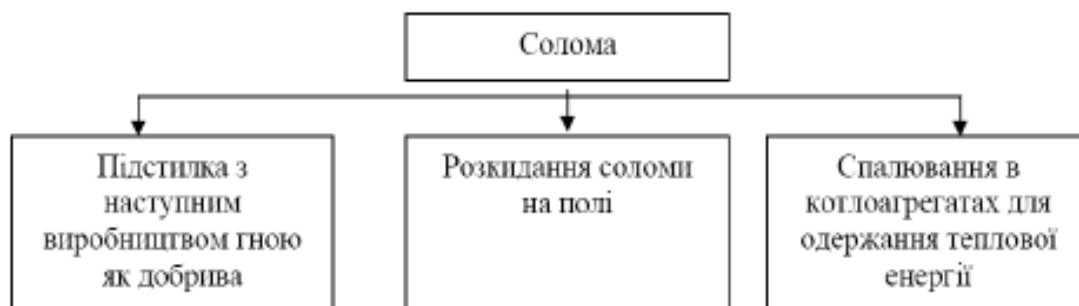 Солома
Підстилка з
наступним
виробництвом гною
як добрива
Розкидання соломи
на полі
Спалювання в
котлоагрегатах для
одержання теплової
енергії